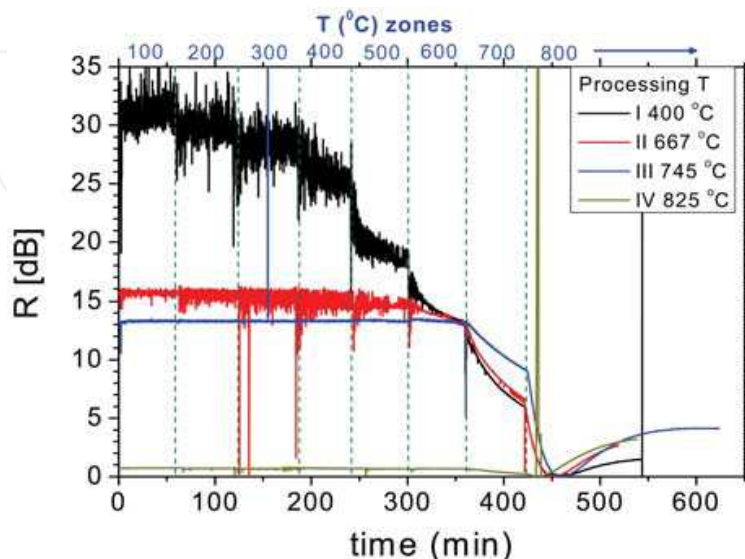 T (°C) zones
100 200 300 400 500 600 700 800
35
30
25
20
15
10
5
0
R [dB]
Processing T
I 400 °C
II 667 °C
III 745 °C
IV 825 °C
0 100 200 300 400 500 600
time (min)